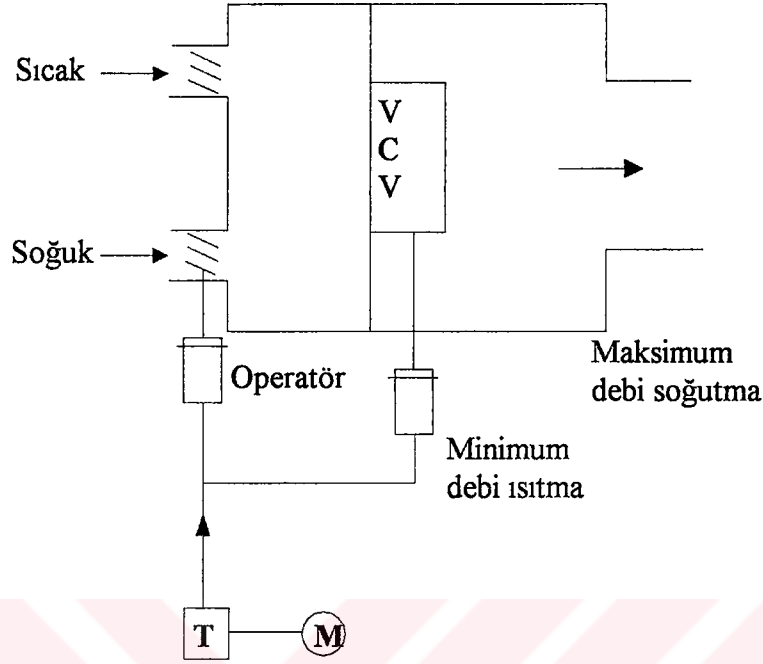 Sıcak
V
C
V
Soğuk
Operatör
Maksimum
debi soğutma
Minimum
debi ısıtma
T
M